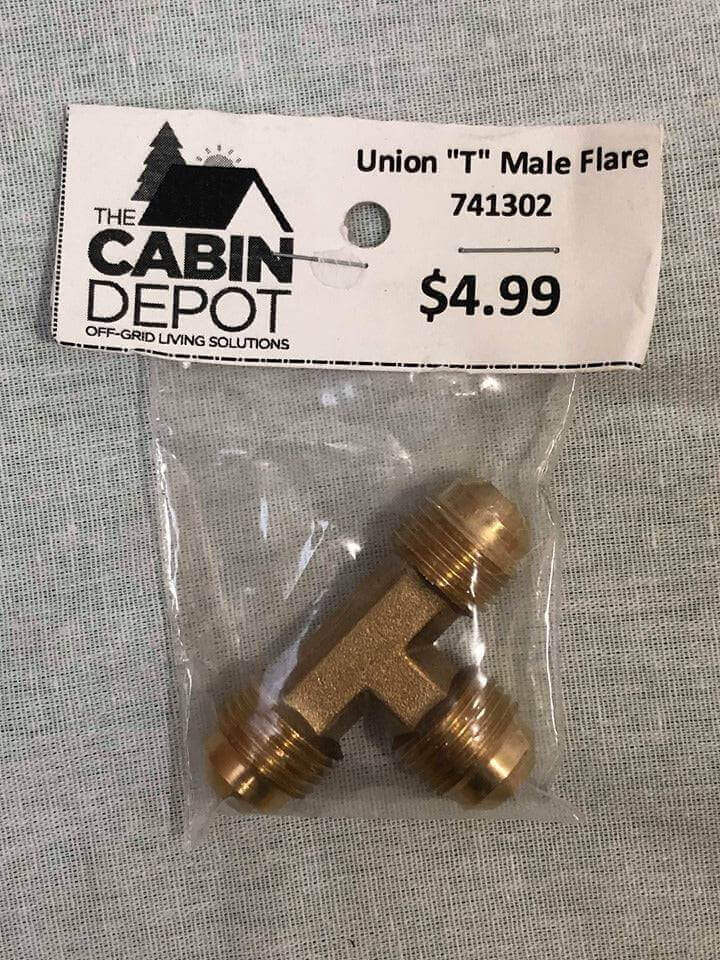 THE
CABIN
DEPOT
OFF-GRID LIVING SOLUTIONS
Union "T" Male Flare
741302
$4.99